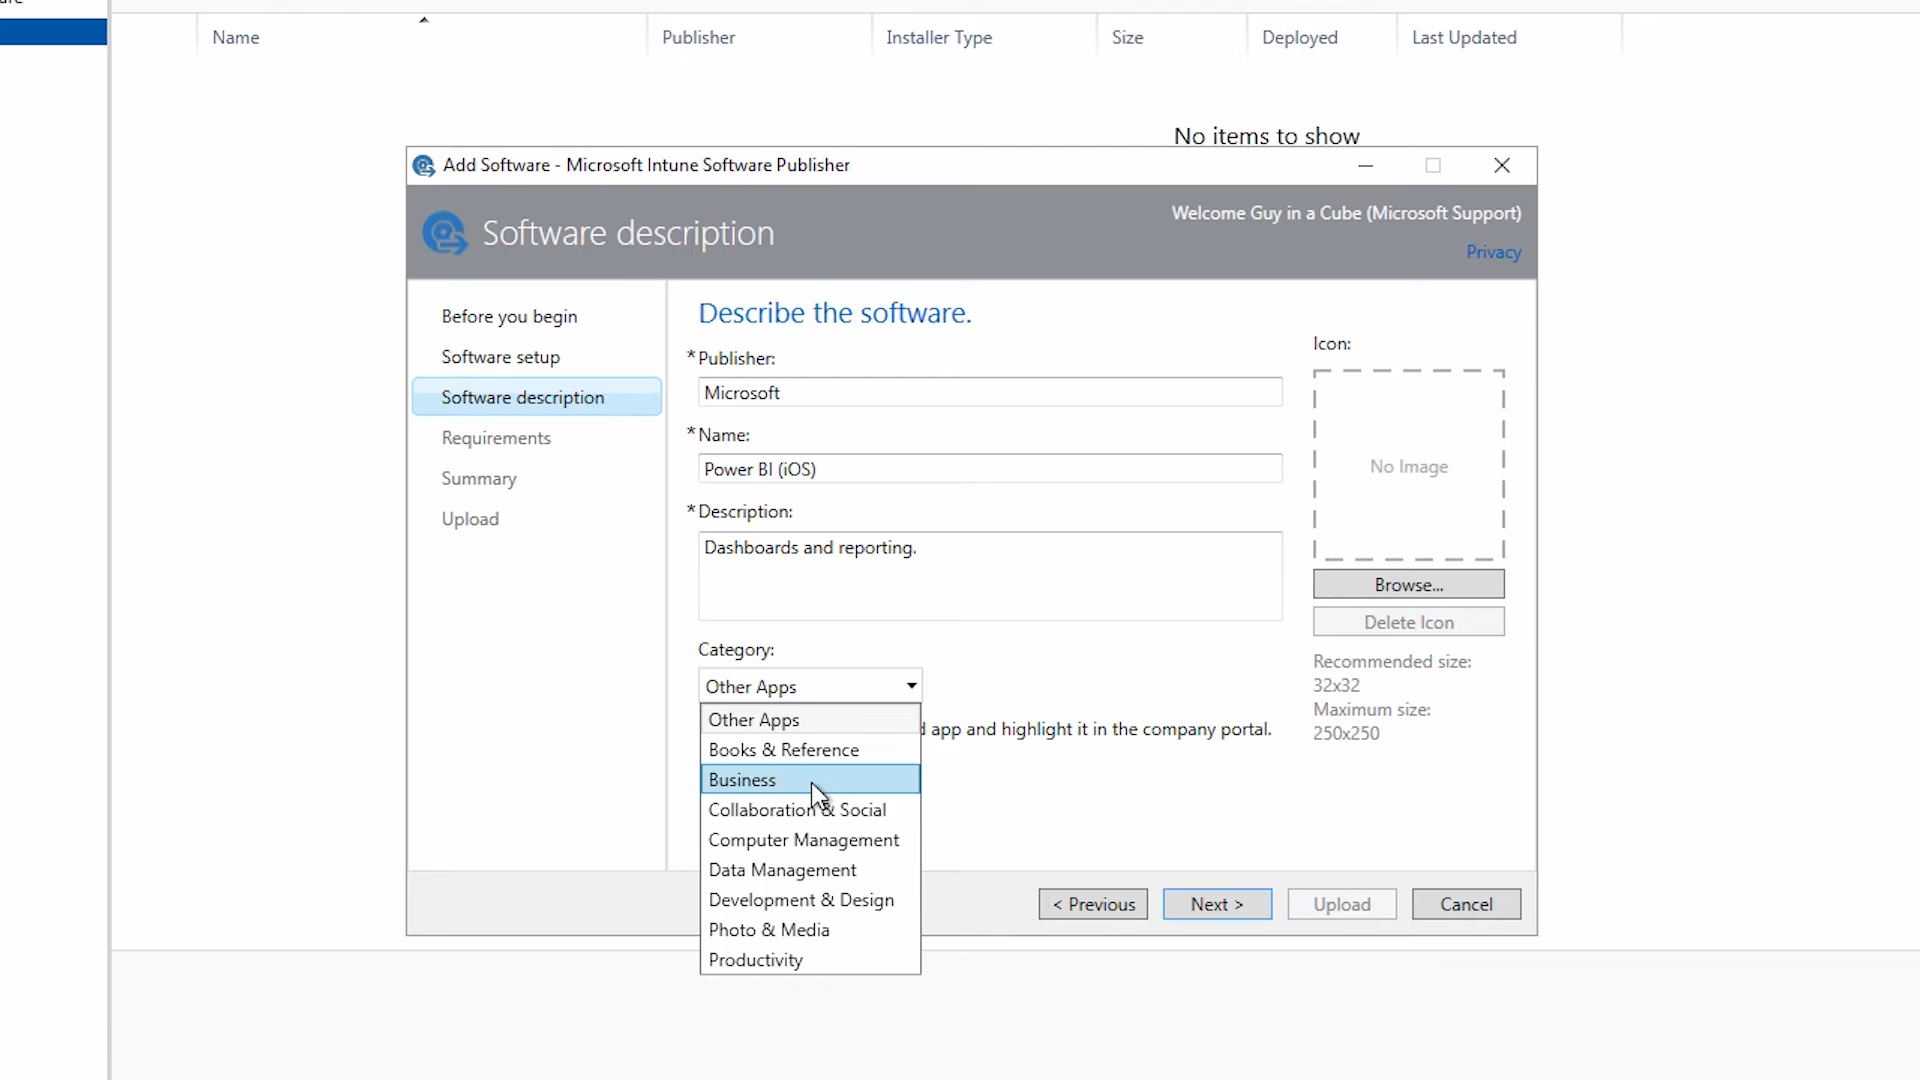 Name
Publisher
Installer Type
Size
Deployed
Last Updated
No items to show
Add Software - Microsoft Intune Software Publisher
Software description
Welcome Guy in a Cube (Microsoft Support)
Privacy
Before you begin
Software setup
Software description
Requirements
Summary
Upload
Describe the software.
*Publisher:
Microsoft
*Name:
Power BI (iOS)
*Description:
Dashboards and reporting.
Category:
Other Apps
Other Apps
Books & Reference
Business
Collaboration & Social
Computer Management
Data Management
Development & Design
Photo & Media
Productivity
app and highlight it in the company portal.
Icon:
No Image
Browse...
Delete Icon
Recommended size:
32x32
Maximum size:
250x250
< Previous
Next >
Upload
Cancel